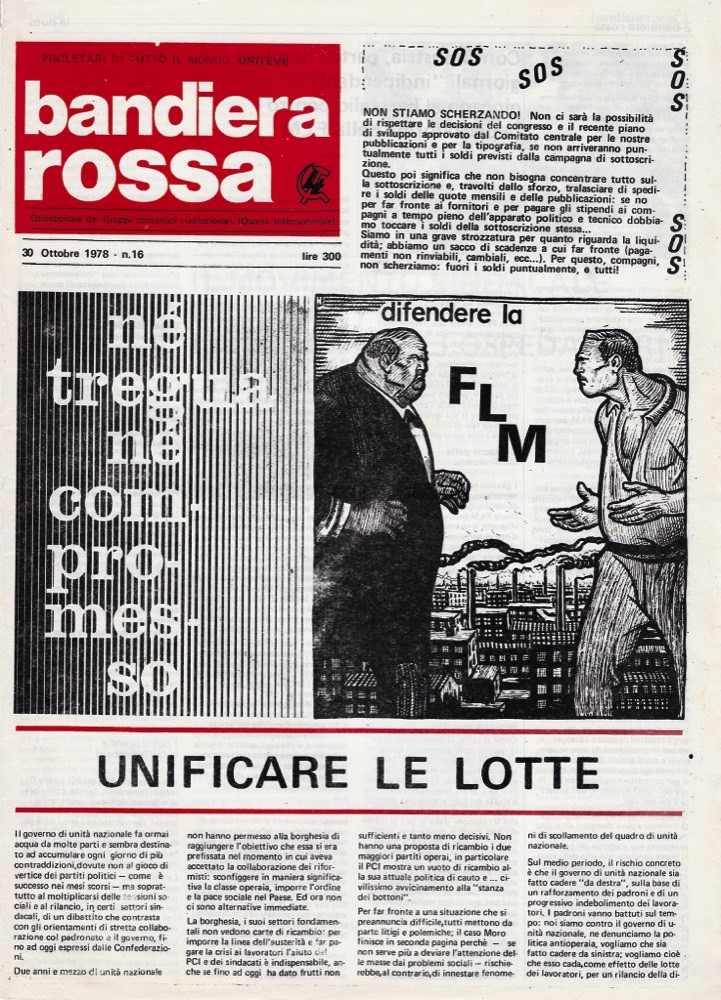 PROLETARI DI TUTTO IL MONDO, UNITEVI!
bandiera
rossa
Quindicinale dei Gruppi comunisti rivoluzionari (Quarta Internazionale)
30 Ottobre 1978 - n.16
lire 300
SOS
SOS
SOS
SOS
NON STIAMO SCHERZANDO! Non ci sarà la possibilità
di rispettare le decisioni del congresso e il recente piano
di sviluppo approvato dal Comitato centrale per le nostre
pubblicazioni e per la tipografia, se non arriveranno pun-
tualmente tutti i soldi previsti dalla campagna di sottoscri-
zione.
Questo poi significa che non bisogna concentrare tutto sul-
la sottoscrizione e, travolti dallo sforzo, tralasciare di spedi-
re i soldi delle quote mensili e delle pubblicazioni: se no
per far fronte ai fornitori e per pagare gli stipendi ai com-
pagni a tempo pieno dell'apparato politico e tecnico dobbia-
mo toccare i soldi della sottoscrizione stessa...
Siamo in una grave strozzatura per quanto riguarda la liqui-
dità; abbiamo un sacco di scadenze a cui far fronte (paga-
menti non rinviabili, cambiali, ecc...). Per questo, compagni,
non scherziamo: fuori i soldi puntualmente, e tutti!
né
tregua
né
com-
pro-
mes-
so
difendere la
FLM
UNIFICARE LE LOTTE
Il governo di unità nazionale fa ormai
acqua da molte parti e sembra destina-
to ad accumulare ogni giorno di più
contraddizioni,dovute non al gioco di
vertice dei partiti politici — come è
successo nei mesi scorsi — ma soprat-
tutto al moltiplicarsi delle tensioni so-
ciali e al rilancio, in certi settori sin-
dacali, di un dibattito che contrasta
con gli orientamenti di stretta collabo-
razione col padronato e il governo, fi-
no ad oggi espressi dalle Confederazio-
ni.
Due anni e mezzo di unità nazionale
non hanno permesso alla borghesia di
raggiungere l'obiettivo che essa si era
prefissata nel momento in cui aveva
accettato la collaborazione dei rifor-
misti: sconfiggere in maniera significa-
tiva la classe operaia, imporre l'ordine
e la pace sociale nel Paese. Ed ora non
ci sono alternative immediate.
La borghesia, i suoi settori fondamen-
tali non vedono carte di ricambio: per
imporre la linea dell'austerità e far pa-
gare la crisi ai lavoratori l'aiuto del
PCI e dei sindacati è indispensabile, an-
che se fino ad oggi ha dato frutti non
sufficienti e tanto meno decisivi. Non
hanno una proposta di ricambio i due
maggiori partiti operai, in particolare
il PCI mostra un vuoto di ricambio al-
la sua attuale politica di cauto e ... ci-
vilissimo avvicinamento alla "stanza
dei bottoni".
Per far fronte a una situazione che si
preannuncia difficile,tutti mettono da
parte litigi e polemiche; il caso Moro
finisce in seconda pagina perchè — se
non serve più a deviare l'attenzione del-
le masse dai problemi sociali — rischie-
rebbe,al contrario,di innestare fenome-
ni di scollamento del quadro di unità
nazionale.
Sul medio periodo, il rischio concreto
è che il governo di unità nazionale sia
fatto cadere "da destra", sulla base di
un rafforzamento dei padroni e di un
progressivo indebolimento dei lavora-
tori. I padroni vanno battuti sul tem-
po: noi siamo contro il governo di u-
nità nazionale, ne denunciamo la po-
litica antioperaia, vogliamo che sia
fatto cadere da sinistra; vogliamo cioè
che esso cada,come effetto delle lotte
dei lavoratori, per un rilancio della di-